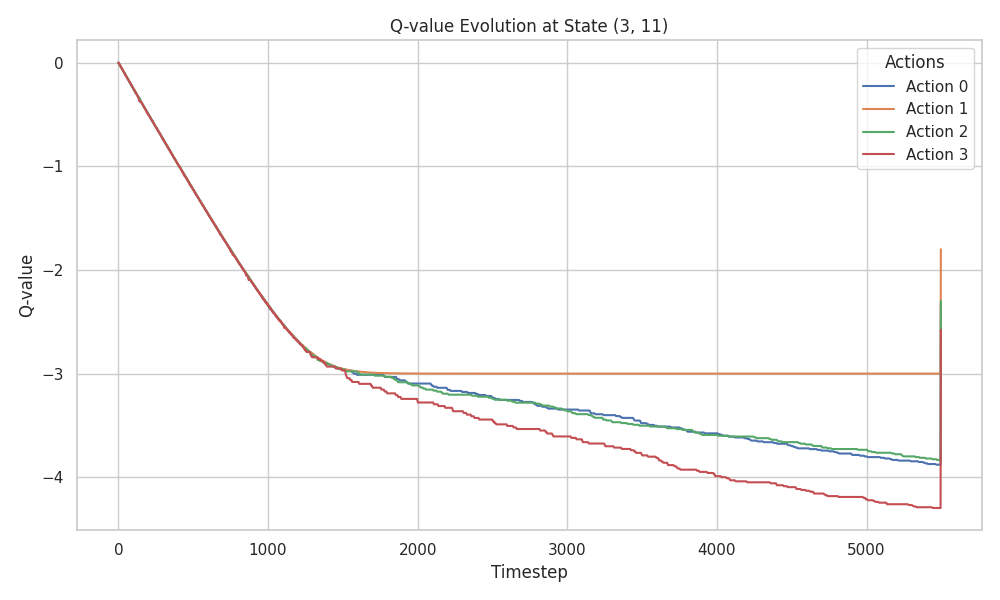 Q-value Evolution at State (3, 11)
Actions
Action 0
Action 1
Action 2
Action 3
Q-value
0
−1
−2
−3
−4
0 1000 2000 3000 4000 5000
Timestep